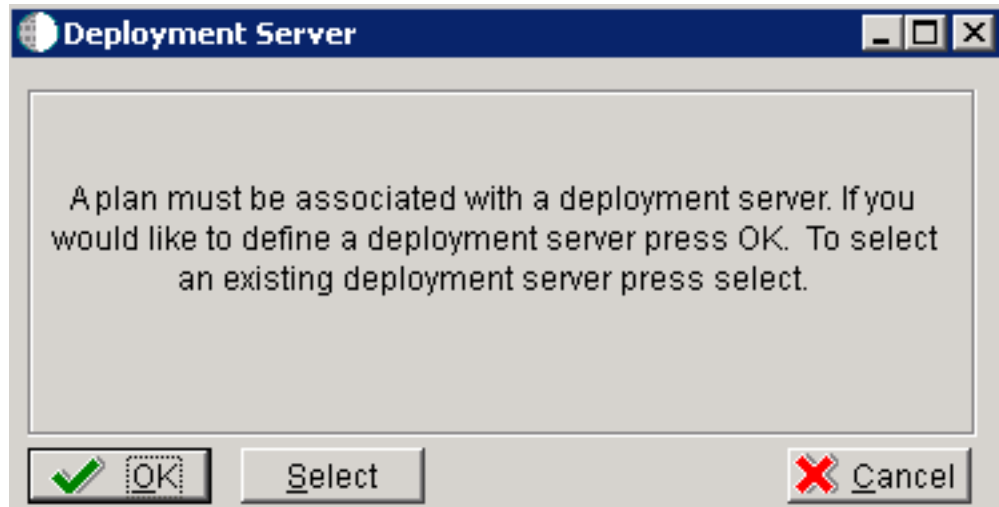 Deployment Server
A plan must be associated with a deployment server. If you
would like to define a deployment server press OK.  To select
an existing deployment server press select.
OK
Select
Cancel